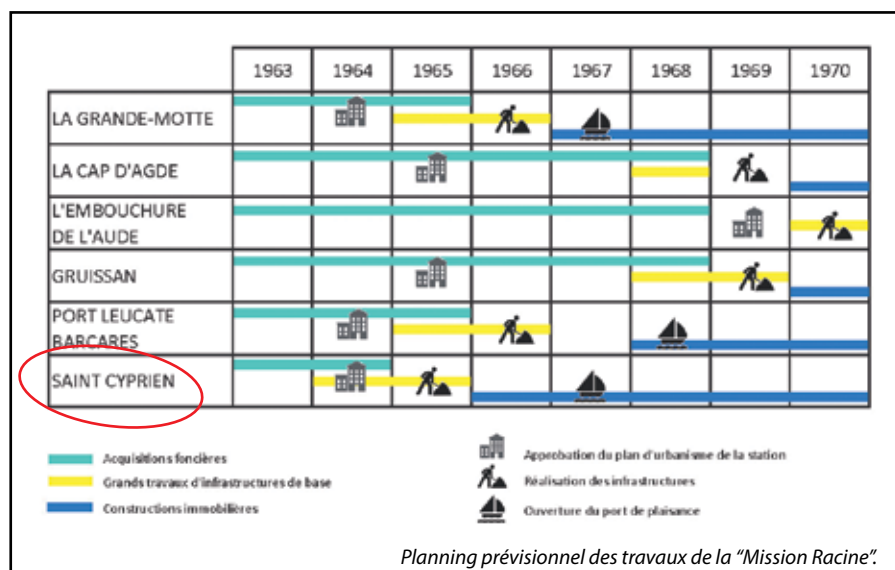 1963 1964 1965 1966 1967 1968 1969 1970
LA GRANDE-MOTTE
LA CAP D'AGDE
L'EMBOUCHURE
DE L'AUDE
GRUISSAN
PORT LEUCATE
BARCARES
SAINT CYPRIEN
Acquisitions foncières
Grands travaux d'infrastructures de base
Constructions immobilières
Approbation du plan d'urbanisme de la station
Réalisation des infrastructures
Ouverture du port de plaisance
Planning prévisionnel des travaux de la "Mission Racine".